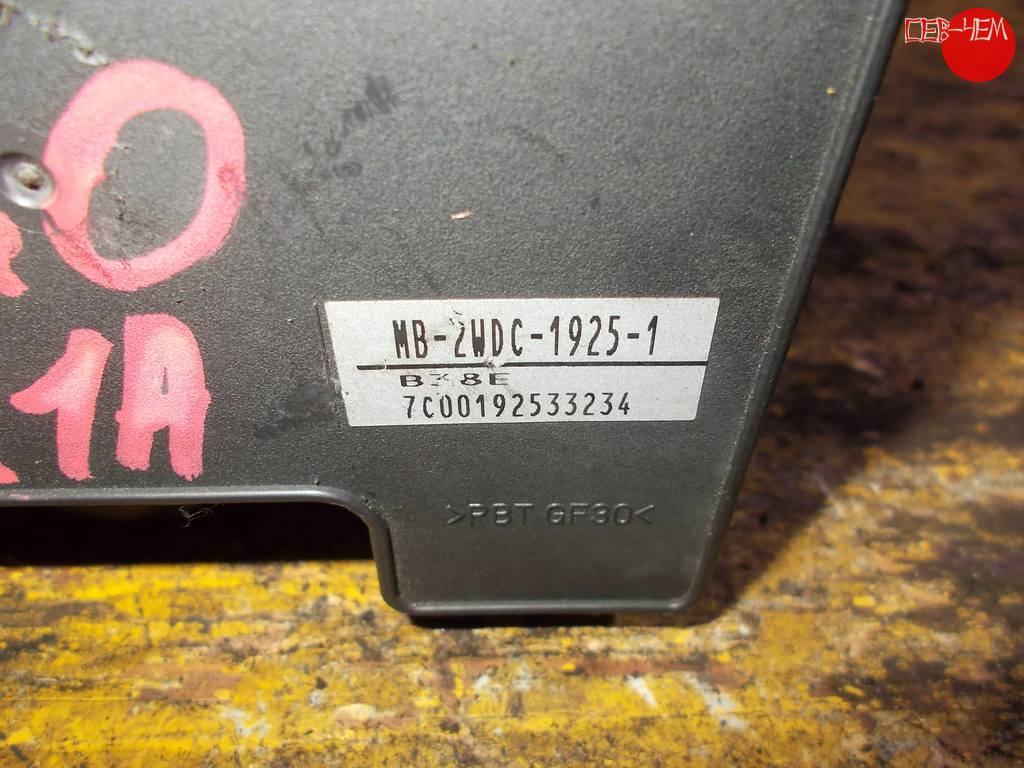 СЕВ-ЧЕМ
O
1A
MB-2WDC-1925-1
7C00192533234
>PBT GF30<